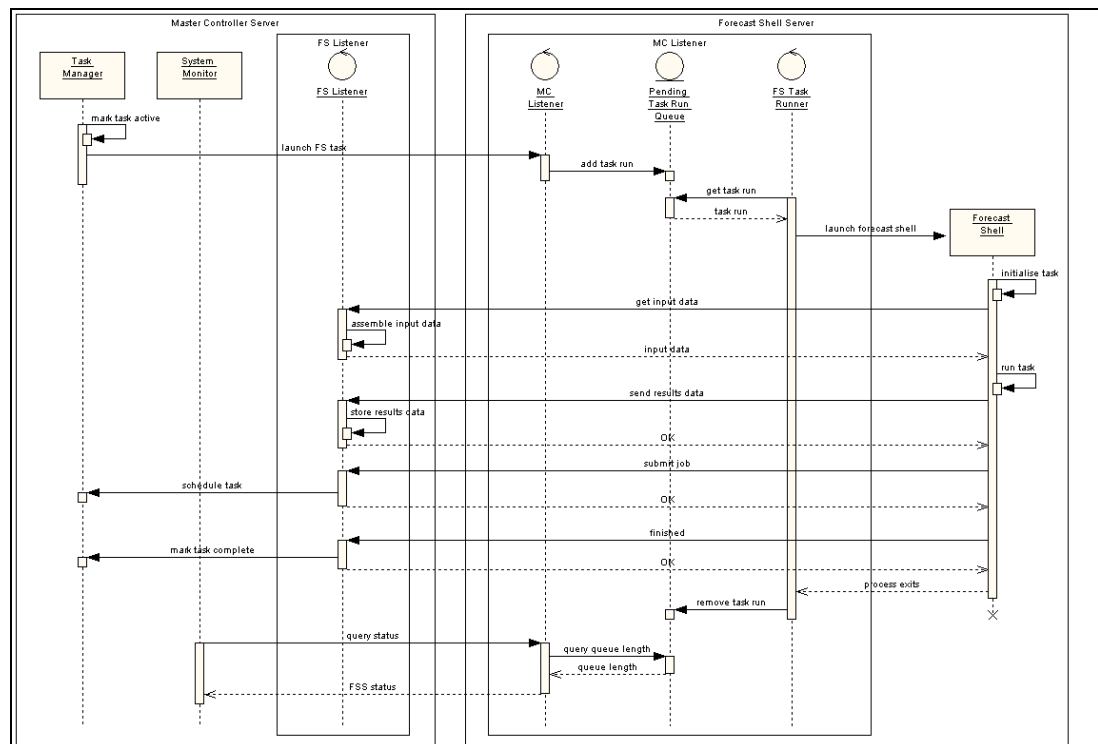 Master Controller Server
Forecast Shell Server
FS Listener
MC Listener
Task
Manager
System
Monitor
FS Listener
MC
Listener
Pending
Task Run
Queue
FS Task
Runner
mark task active
launch FS task
add task run
get task run
task run
launch forecast shell
Forecast
Shell
initialise task
get input data
assemble input data
input data
run task
send results data
store results data
OK
submit job
schedule task
OK
finished
mark task complete
OK
process exits
remove task run
query status
query queue length
queue length
FSS status